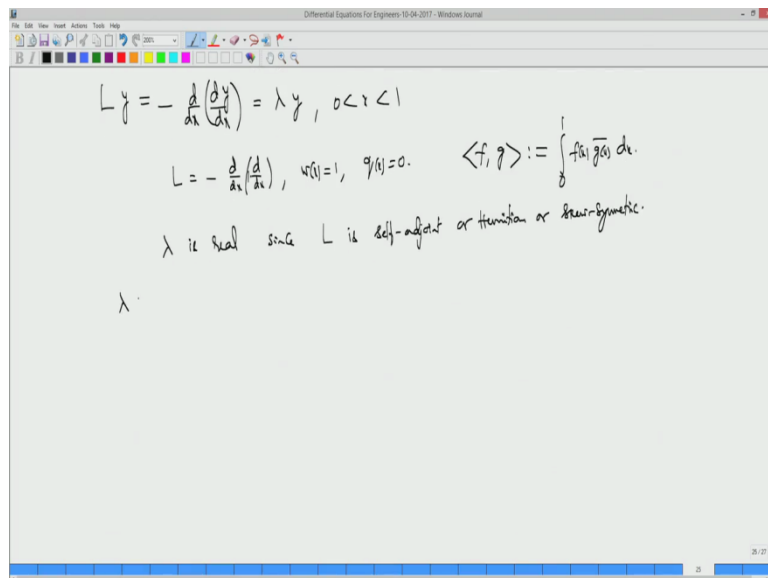 Differential Equations For Engineers-10-04-2017 - Windows Journal
File Edit View Insert Actions Tools Help
200%
B I
L y = - d/dx (dy/dx) = λ y , 0<x<1
L = - d/dx (d/dx) , w(x)=1, q(x)=0. <f, g> := ∫₀¹ f(x) \overline{g(x)} dx.
λ is real since L is self-adjoint or Hermitian or skew-symmetric.
λ
25 / 27
25